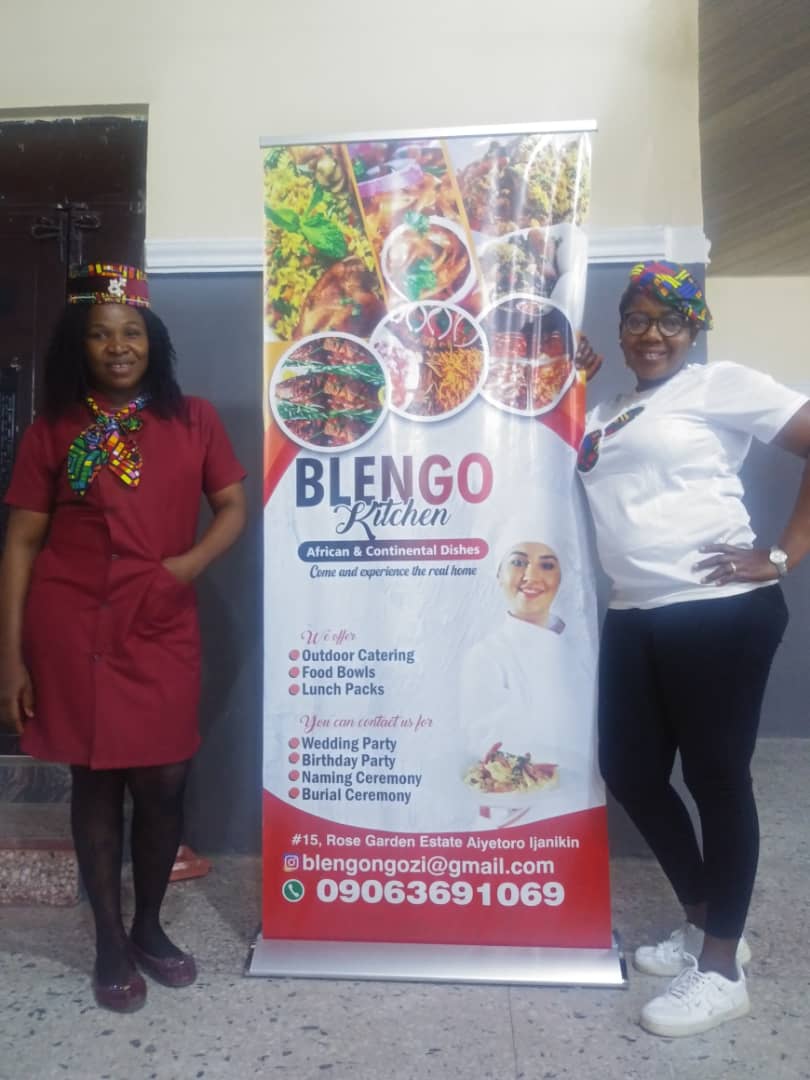 BLENGO
Kitchen
African & Continental Dishes
Come and experience the real home
We offer
Outdoor Catering
Food Bowls
Lunch Packs
You can contact us for
Wedding Party
Birthday Party
Naming Ceremony
Burial Ceremony
#15, Rose Garden Estate Aiyetoro Ijanikin
blengongozi@gmail.com
09063691069